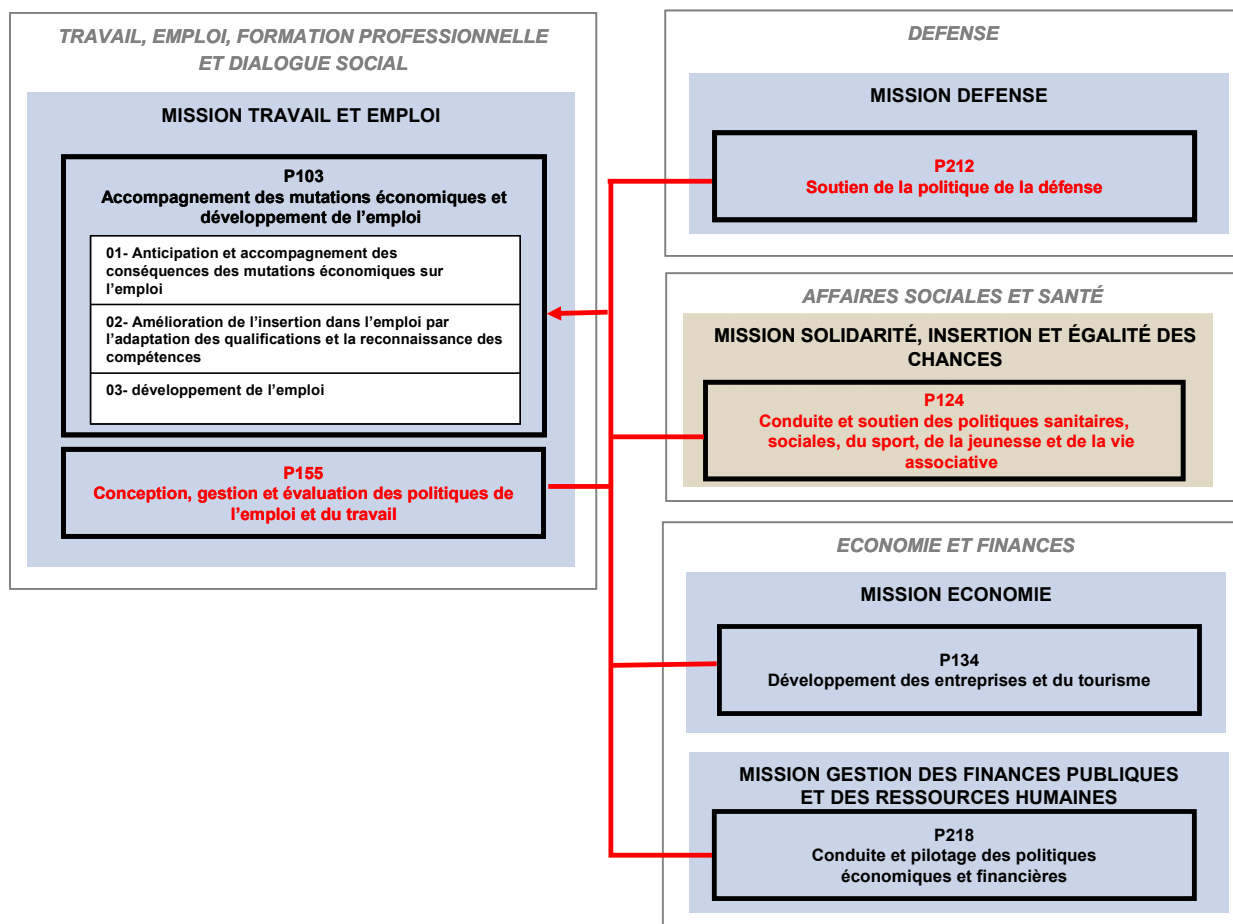 TRAVAIL, EMPLOI, FORMATION PROFESSIONNELLE
ET DIALOGUE SOCIAL
MISSION TRAVAIL ET EMPLOI
P103
Accompagnement des mutations économiques et
développement de l'emploi
01- Anticipation et accompagnement des
conséquences des mutations économiques sur
l'emploi
02- Amélioration de l'insertion dans l'emploi par
l'adaptation des qualifications et la reconnaissance des
compétences
03- développement de l'emploi
P155
Conception, gestion et évaluation des politiques de
l'emploi et du travail
DEFENSE
MISSION DEFENSE
P212
Soutien de la politique de la défense
AFFAIRES SOCIALES ET SANTÉ
MISSION SOLIDARITÉ, INSERTION ET ÉGALITÉ DES
CHANCES
P124
Conduite et soutien des politiques sanitaires,
sociales, du sport, de la jeunesse et de la vie
associative
ECONOMIE ET FINANCES
MISSION ECONOMIE
P134
Développement des entreprises et du tourisme
MISSION GESTION DES FINANCES PUBLIQUES
ET DES RESSOURCES HUMAINES
P218
Conduite et pilotage des politiques
économiques et financières